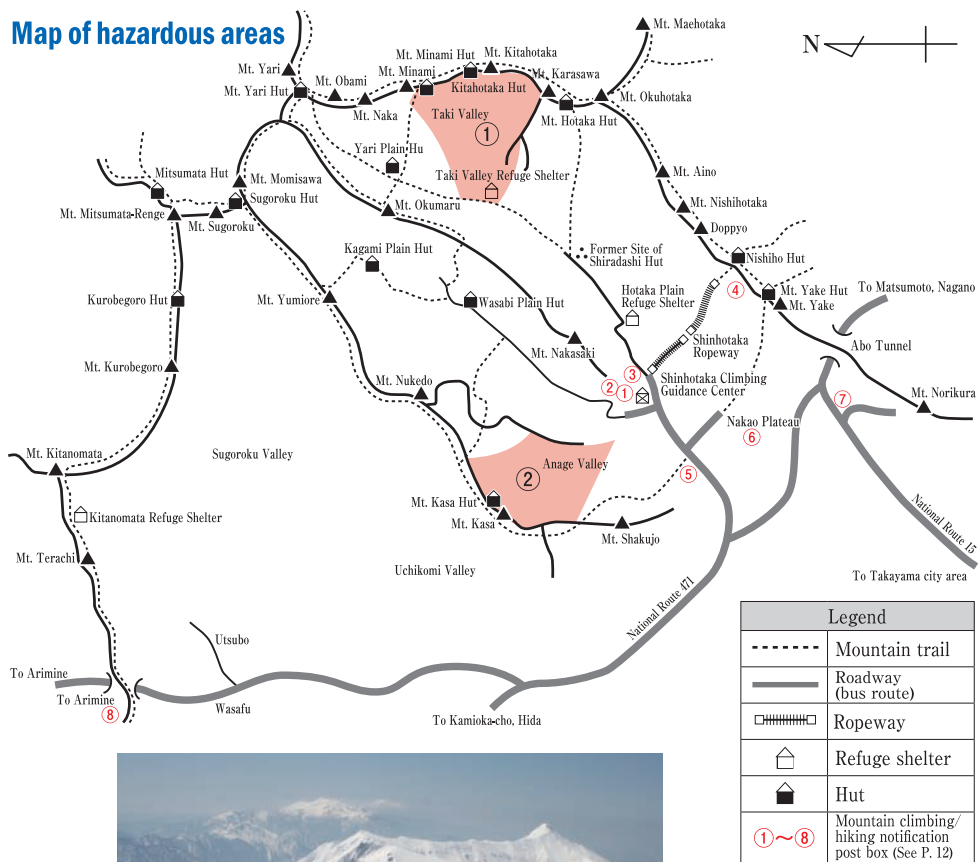 Map of hazardous areas
N
Mt. Maehotaka
Mt. Kitahotaka
Mt. Minami Hut
Mt. Yari
Mt. Obami
Mt. Minami
Mt. Karasawa
Mt. Yari Hut
Kitahotaka Hut
Mt. Okuhotaka
Mt. Naka
Taki Valley
Mt. Hotaka Hut
①
Yari Plain Hu
Mitsumata Hut
Mt. Momisawa
Taki Valley Refuge Shelter
Mt. Aino
Sugoroku Hut
Mt. Mitsumata-Renge
Mt. Sugoroku
Mt. Okumaru
Mt. Nishihotaka
Doppyo
Kagami Plain Hut
Former Site of
Shiradashi Hut
Nishiho Hut
④
Mt. Yake Hut
Mt. Yake
To Matsumoto, Nagano
Kurobegoro Hut
Mt. Yumiore
Wasabi Plain Hut
Hotaka Plain
Refuge Shelter
Shinhotaka
Ropeway
Abo Tunnel
Mt. Nakasaki
Mt. Kurobegoro
③
Mt. Nukedo
②
①
Shinhotaka Climbing
Guidance Center
⑦
Mt. Norikura
Nakao Plateau
⑥
Mt. Kitanomata
Sugoroku Valley
②
Anage Valley
⑤
Mt. Kasa Hut
Mt. Kasa
Kitanomata Refuge Shelter
Mt. Shakujo
National Route 15
Mt. Terachi
Uchikomi Valley
To Takayama city area
National Route 471
Utsubo
To Arimine
To Arimine
⑧
Wasafu
To Kamioka-cho, Hida
Legend
Mountain trail
Roadway
(bus route)
Ropeway
Refuge shelter
Hut
①～⑧
Mountain climbing/
hiking notification
post box (See P. 12)